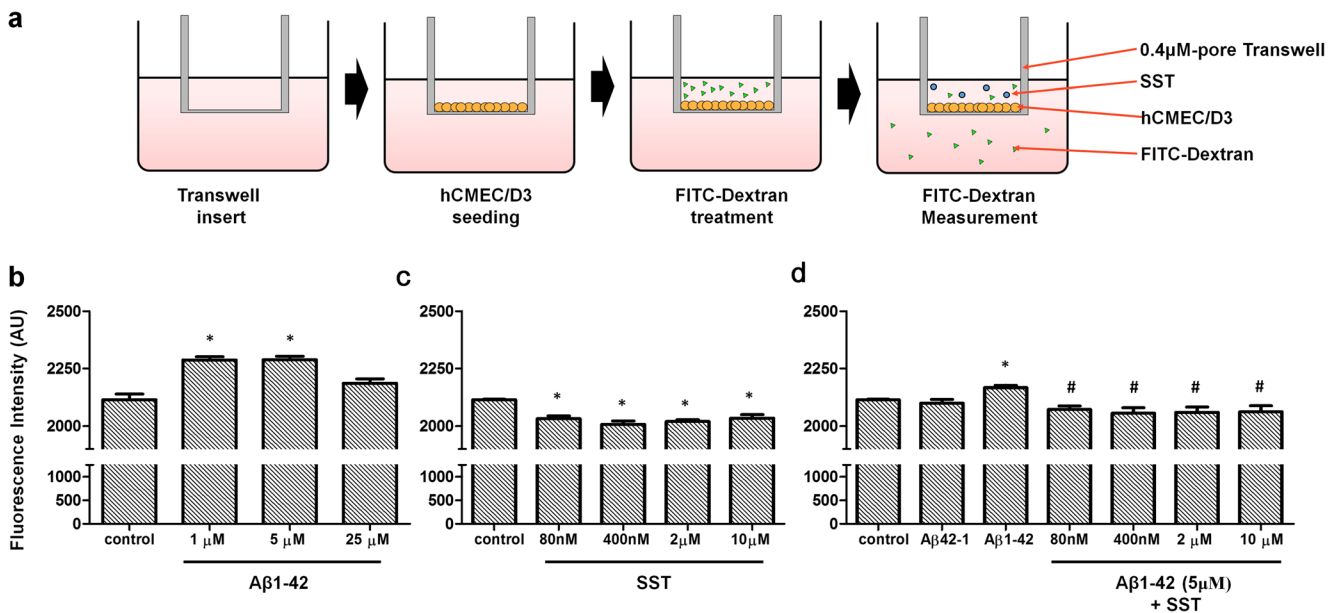 a
0.4µM-pore Transwell
SST
hCMEC/D3
FITC-Dextran
Transwell
insert
hCMEC/D3
seeding
FITC-Dextran
treatment
FITC-Dextran
Measurement
b
Fluorescence Intensity (AU)
2500
2250
2000
1000
500
0
* *
control 1 µM 5 µM 25 µM
Aβ1-42
c
2500
2250
2000
1000
500
0
* * * *
control 80nM 400nM 2µM 10µM
SST
d
2500
2250
2000
1000
500
0
* # # # #
control Aβ42-1 Aβ1-42 80nM 400nM 2 µM 10 µM
Aβ1-42 (5µM)
+ SST